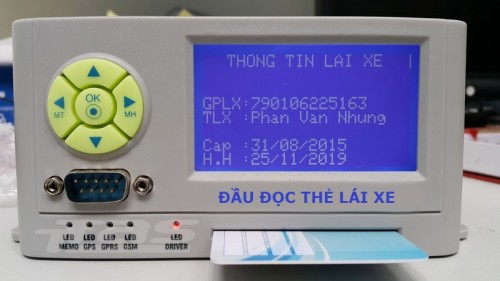 THONG TIN LAI XE
GPLX:790106225163
TLX :Phan Van Nhung
Cap :31/08/2015
H.H :25/11/2019
OK
MT
MH
ĐẦU ĐỌC THẺ LÁI XE
LED MEMO
LED GPS
LED GPRS
LED GSM
LED DRIVER